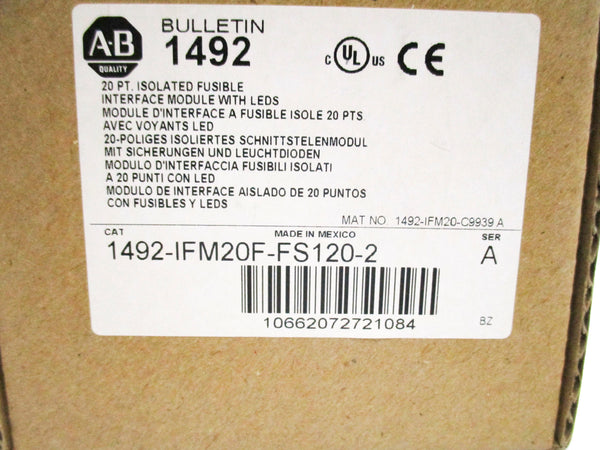 A-B
QUALITY
BULLETIN
1492
C UL US CE
20 PT. ISOLATED FUSIBLE
INTERFACE MODULE WITH LEDS
MODULE D'INTERFACE A FUSIBLE ISOLE 20 PTS
AVEC VOYANTS LED
20-POLIGES ISOLIERTES SCHNITTSTELENMODUL
MIT SICHERUNGEN UND LEUCHTDIODEN
MODULO D'INTERFACCIA FUSIBILI ISOLATI
A 20 PUNTI CON LED
MODULO DE INTERFACE AISLADO DE 20 PUNTOS
CON FUSIBLES Y LEDS
MAT NO. 1492-IFM20-C9939 A
CAT MADE IN MEXICO SER
1492-IFM20F-FS120-2 A
10662072721084
BZ